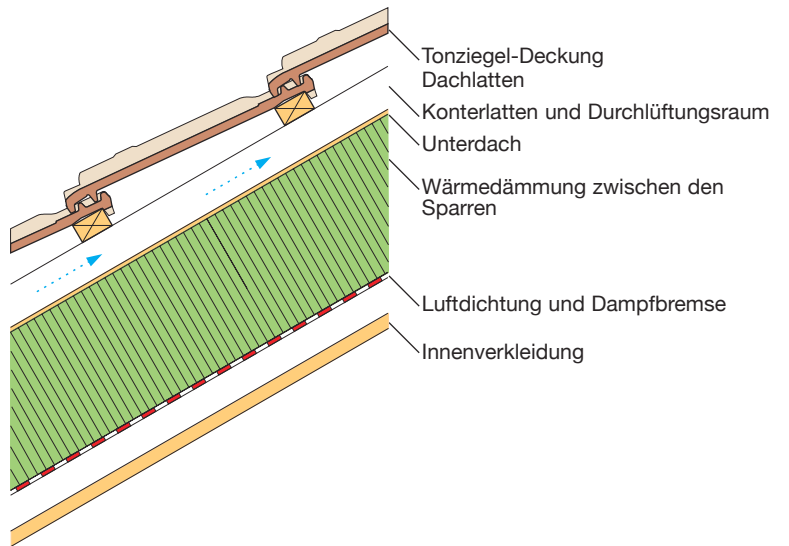 Tonziegel-Deckung
Dachlatten
Konterlatten und Durchlüftungsraum
Unterdach
Wärmedämmung zwischen den
Sparren
Luftdichtung und Dampfbremse
Innenverkleidung